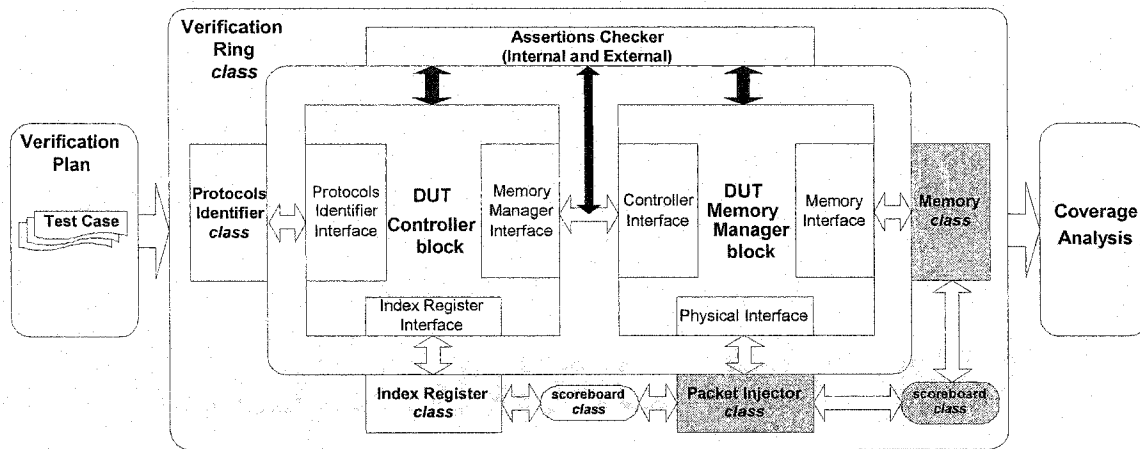 Verification
Ring
class
Assertions Checker
(Internal and External)
Verification
Plan
Test Case
Protocols
Identifier
class
Protocols
Identifier
Interface
DUT
Controller
block
Memory
Manager
Interface
Index Register
Interface
Controller
Interface
DUT
Memory
Manager
block
Memory
Interface
Physical Interface
Memory
class
Coverage
Analysis
Index Register
class
scoreboard
class
Packet Injector
class
scoreboard
class